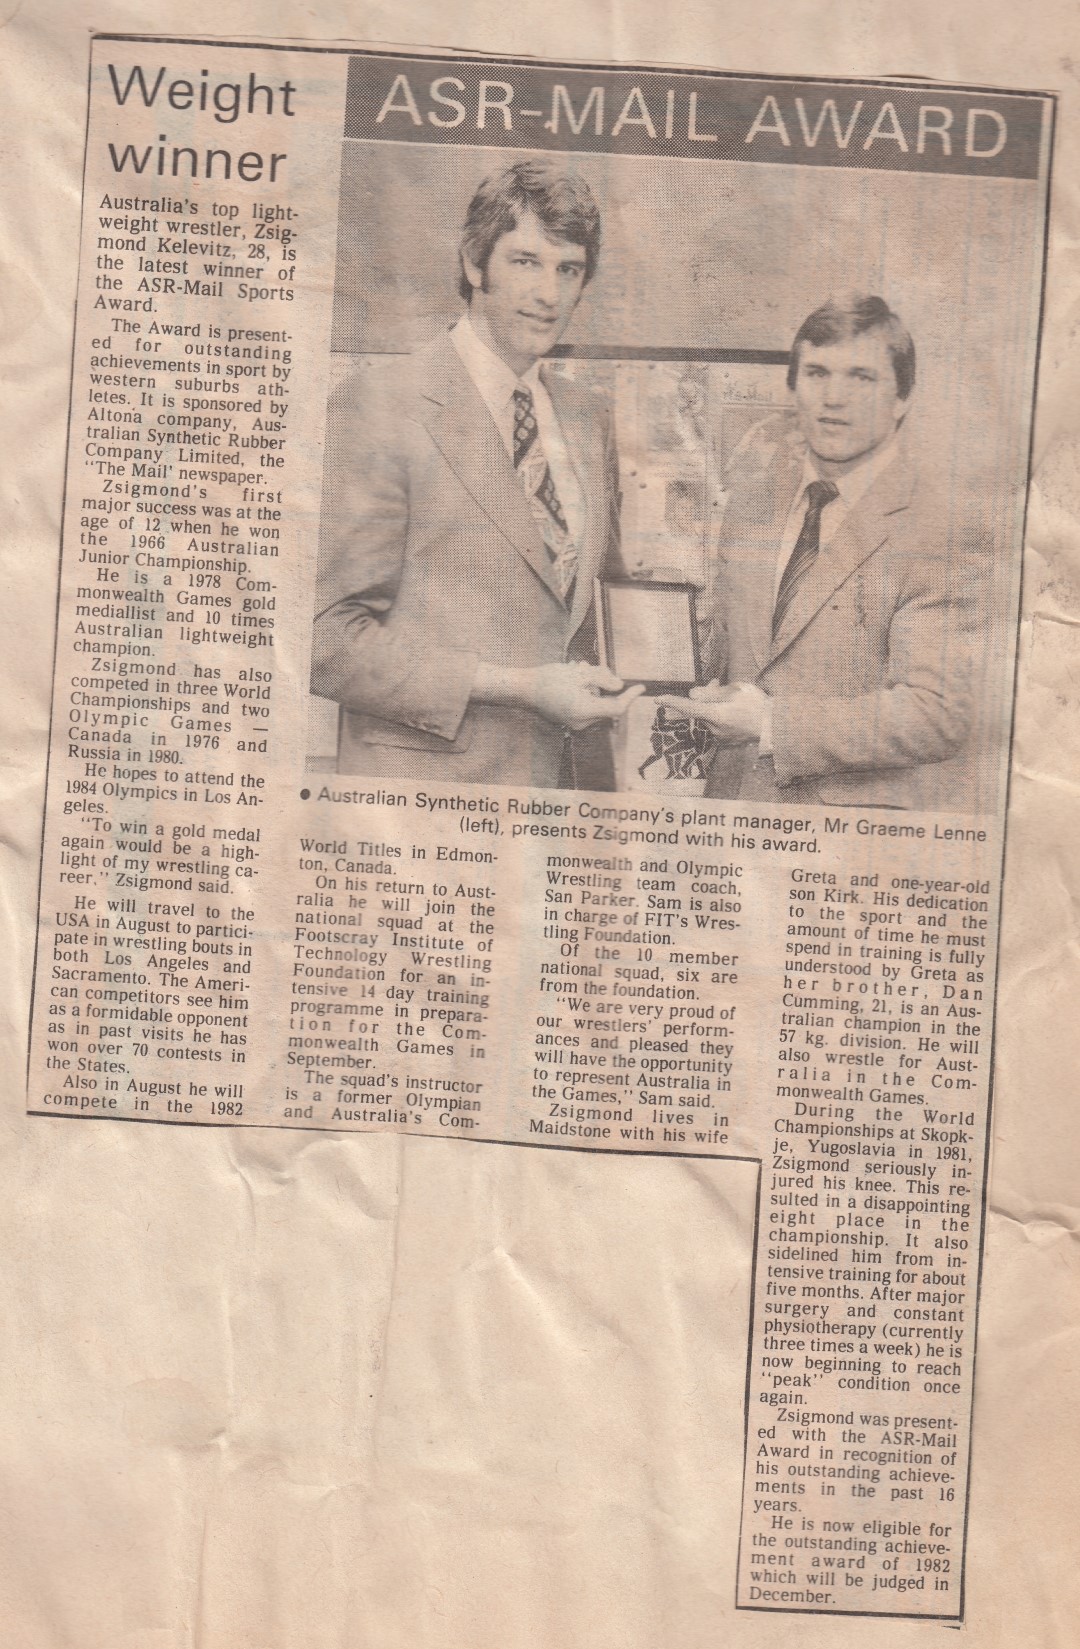 Weight
winner
ASR-MAIL AWARD
Australia's top light-
weight wrestler, Zsig-
mond Kelevitz, 28, is
the latest winner of
the ASR-Mail Sports
Award.
The Award is present-
ed for outstanding
achievements in sport by
western suburbs ath-
letes. It is sponsored by
Altona company, Aus-
tralian Synthetic Rubber
Company Limited, the
"The Mail' newspaper.
Zsigmond's first
major success was at the
age of 12 when he won
the 1966 Australian
Junior Championship.
He is a 1978 Com-
monwealth Games gold
mediallist and 10 times
Australian lightweight
champion.
Zsigmond has also
competed in three World
Championships and two
Olympic Games —
Canada in 1976 and
Russia in 1980.
He hopes to attend the
1984 Olympics in Los An-
geles.
"To win a gold medal
again would be a high-
light of my wrestling ca-
reer," Zsigmond said.
He will travel to the
USA in August to partici-
pate in wrestling bouts in
both Los Angeles and
Sacramento. The Ameri-
can competitors see him
as a formidable opponent
as in past visits he has
won over 70 contests in
the States.
Also in August he will
compete in the 1982
● Australian Synthetic Rubber Company's plant manager, Mr Graeme Lenne
(left), presents Zsigmond with his award.
World Titles in Edmon-
ton, Canada.
On his return to Aust-
ralia he will join the
national squad at the
Footscray Institute of
Technology Wrestling
Foundation for an in-
tensive 14 day training
programme in prepara-
tion for the Com-
monwealth Games in
September.
The squad's instructor
is a former Olympian
and Australia's Com-
monwealth and Olympic
Wrestling team coach,
San Parker. Sam is also
in charge of FIT's Wres-
tling Foundation.
Of the 10 member
national squad, six are
from the foundation.
"We are very proud of
our wrestlers' perform-
ances and pleased they
will have the opportunity
to represent Australia in
the Games," Sam said.
Zsigmond lives in
Maidstone with his wife
Greta and one-year-old
son Kirk. His dedication
to the sport and the
amount of time he must
spend in training is fully
understood by Greta as
her brother, Dan
Cumming, 21, is an Aus-
tralian champion in the
57 kg. division. He will
also wrestle for Aust-
ralia in the Com-
monwealth Games.
During the World
Championships at Skopk-
je, Yugoslavia in 1981,
Zsigmond seriously in-
jured his knee. This re-
sulted in a disappointing
eight place in the
championship. It also
sidelined him from in-
tensive training for about
five months. After major
surgery and constant
physiotherapy (currently
three times a week) he is
now beginning to reach
"peak" condition once
again.
Zsigmond was present-
ed with the ASR-Mail
Award in recognition of
his outstanding achieve-
ments in the past 16
years.
He is now eligible for
the outstanding achieve-
ment award of 1982
which will be judged in
December.